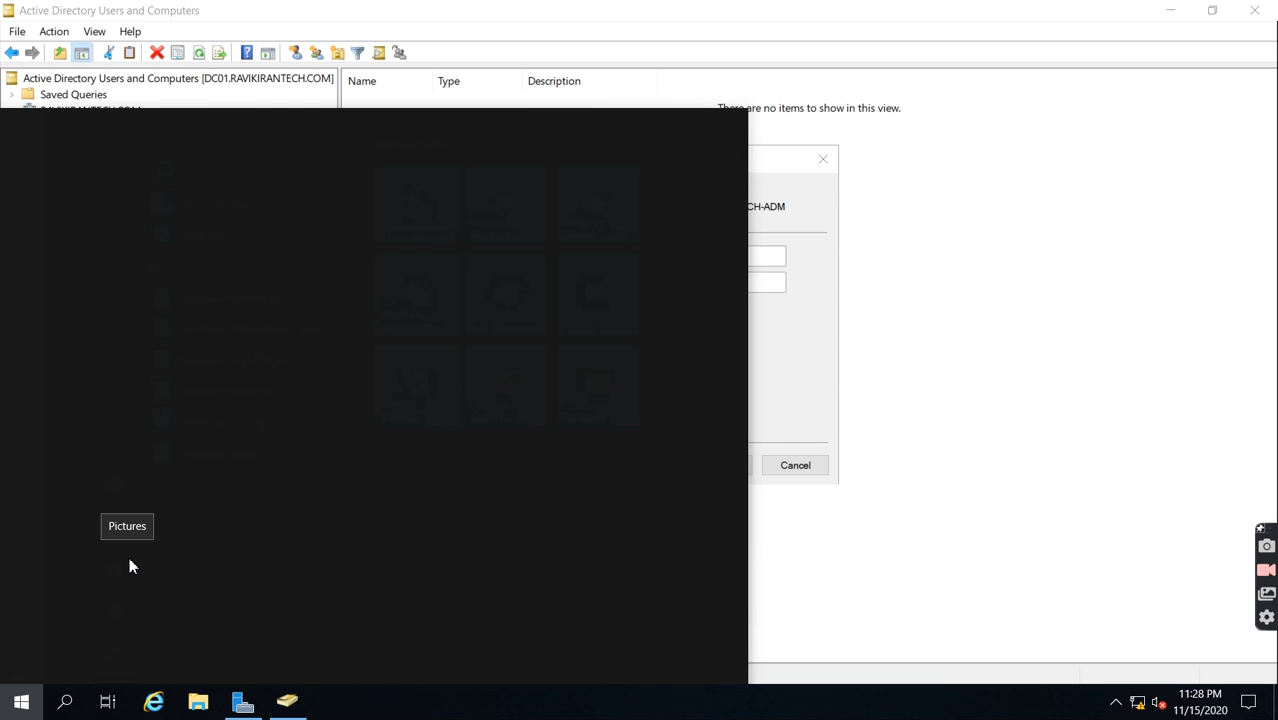 Active Directory Users and Computers
File Action View Help
Active Directory Users and Computers [DC01.RAVIKIRANTECH.COM]
Name Type Description
Saved Queries
There are no items to show in this view.
CH-ADM
Cancel
Pictures
11:28 PM
11/15/2020